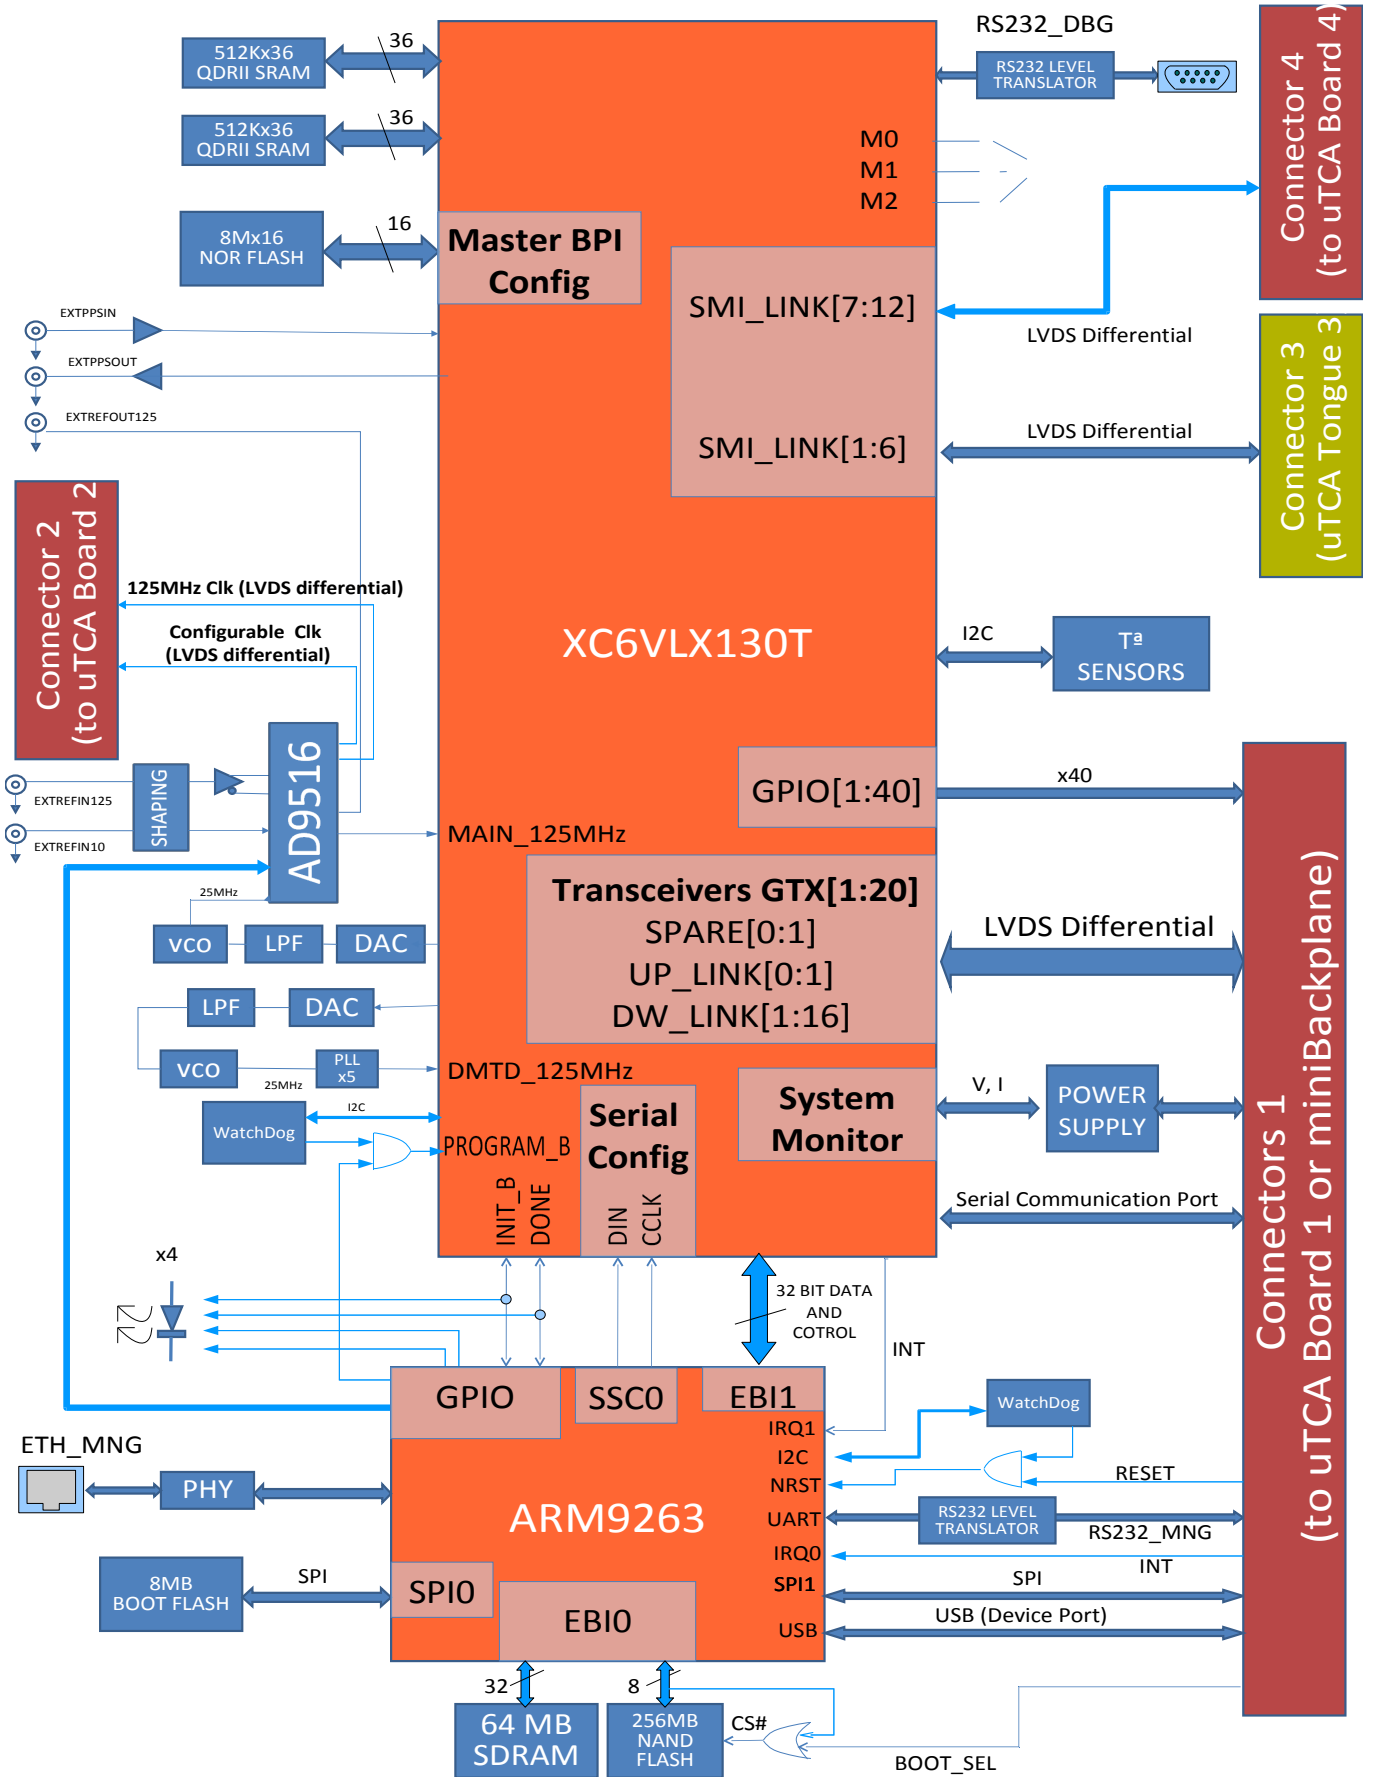 RS232_DBG
512Kx36
QDRII SRAM
36
RS232 LEVEL
TRANSLATOR
Connector 4
(to uTCA Board 4)
512Kx36
QDRII SRAM
36
M0
M1
M2
8Mx16
NOR FLASH
16
Master BPI
Config
SMI_LINK[7:12]
LVDS Differential
EXTPPSIN
EXTPPSOUT
EXTREFOUT125
SMI_LINK[1:6]
LVDS Differential
Connector 3
(uTCA Tongue 3)
Connector 2
(to uTCA Board 2)
125MHz Clk (LVDS differential)
Configurable Clk
(LVDS differential)
XC6VLX130T
I2C
Tª
SENSORS
AD9516
SHAPING
EXTREFIN125
EXTREFIN10
MAIN_125MHz
GPIO[1:40]
x40
25MHz
VCO
LPF
DAC
Transceivers GTX[1:20]
SPARE[0:1]
UP_LINK[0:1]
DW_LINK[1:16]
LVDS Differential
Connectors 1
(to uTCA Board 1 or miniBackplane)
LPF
DAC
VCO
PLL
x5
25MHz
DMTD_125MHz
WatchDog
I2C
PROGRAM_B
Serial
Config
System
Monitor
V, I
POWER
SUPPLY
INIT_B
DONE
DIN
CCLK
Serial Communication Port
x4
32 BIT DATA
AND
COTROL
INT
GPIO
SSC0
EBI1
WatchDog
IRQ1
I2C
NRST
RESET
ETH_MNG
PHY
ARM9263
UART
RS232 LEVEL
TRANSLATOR
RS232_MNG
IRQ0
INT
8MB
BOOT FLASH
SPI
SPI0
SPI1
SPI
EBI0
USB
USB (Device Port)
32
8
64 MB
SDRAM
256MB
NAND
FLASH
CS#
BOOT_SEL